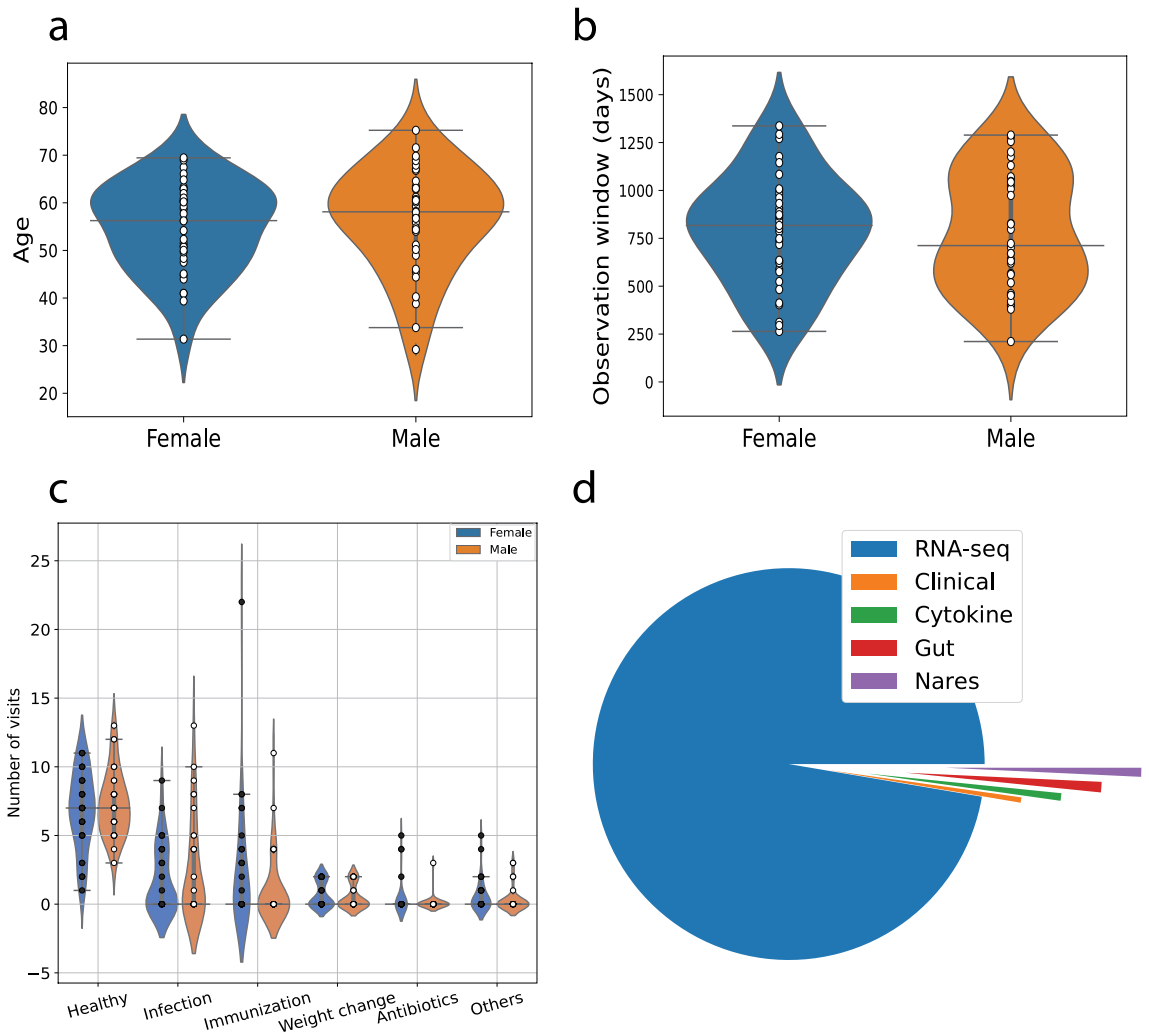 a
80
70
60
50
40
30
20
Age
Female
Male
b
1500
1250
1000
750
500
250
0
Observation window (days)
Female
Male
c
Female
Male
25
20
15
10
5
0
−5
Number of visits
Healthy
Infection
Immunization
Weight change
Antibiotics
Others
d
RNA-seq
Clinical
Cytokine
Gut
Nares